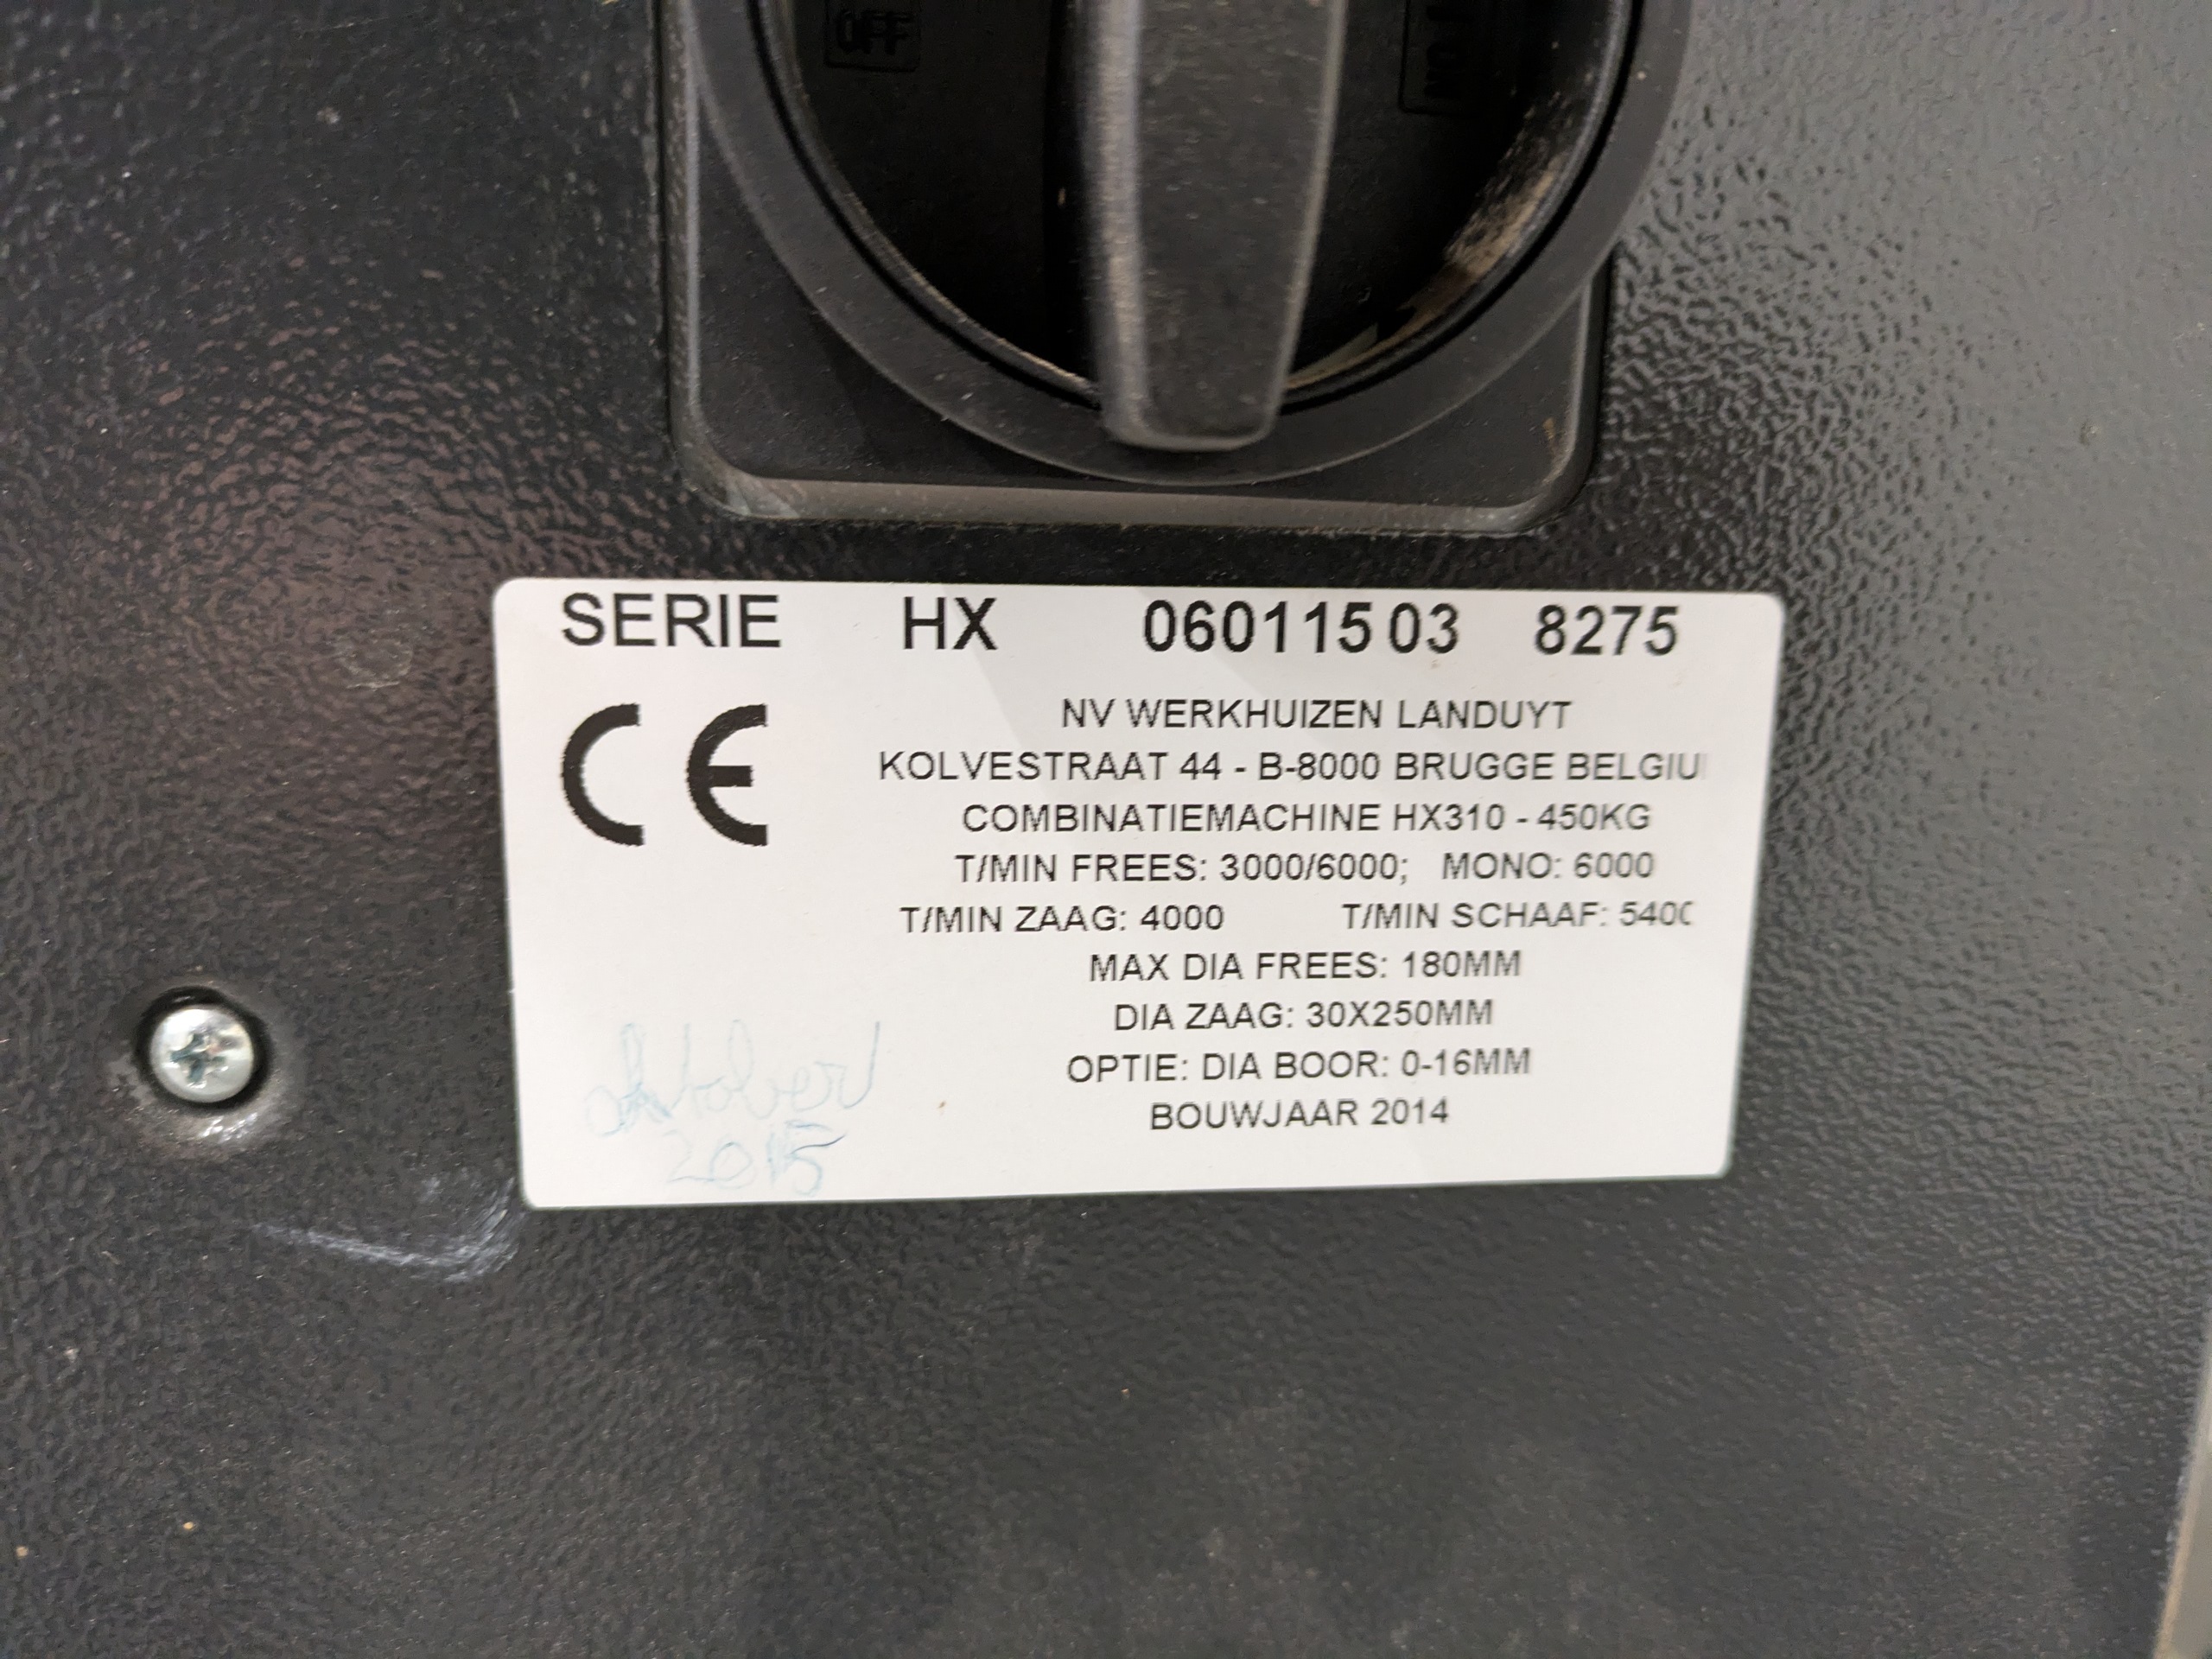 OFF
ON
SERIE HX 06011503 8275
CE
NV WERKHUIZEN LANDUYT
KOLVESTRAAT 44 - B-8000 BRUGGE BELGIU
COMBINATIEMACHINE HX310 - 450KG
T/MIN FREES: 3000/6000; MONO: 6000
T/MIN ZAAG: 4000 T/MIN SCHAAF: 5400
MAX DIA FREES: 180MM
DIA ZAAG: 30X250MM
OPTIE: DIA BOOR: 0-16MM
BOUWJAAR 2014
2015